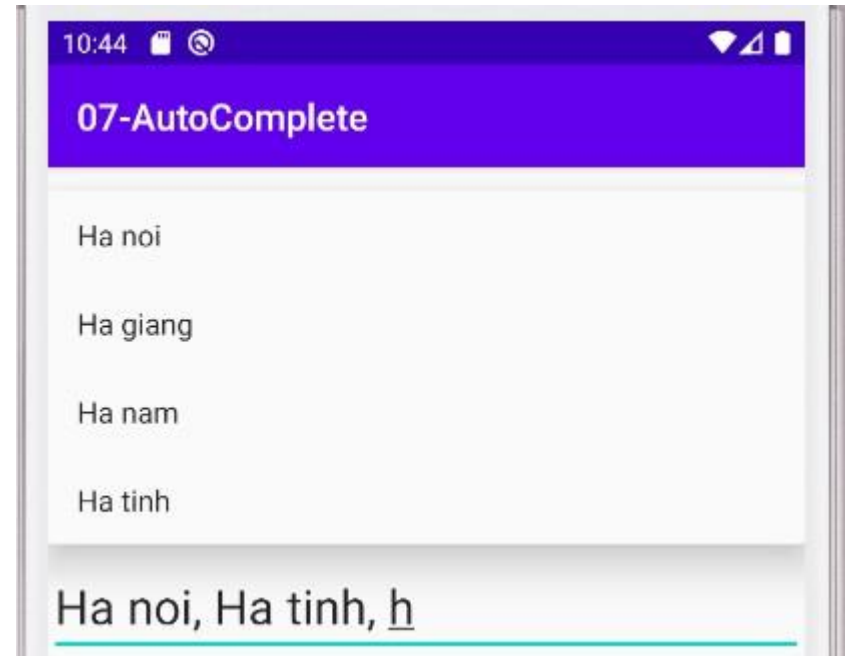 10:44
07-AutoComplete
Ha noi
Ha giang
Ha nam
Ha tinh
Ha noi, Ha tinh, h